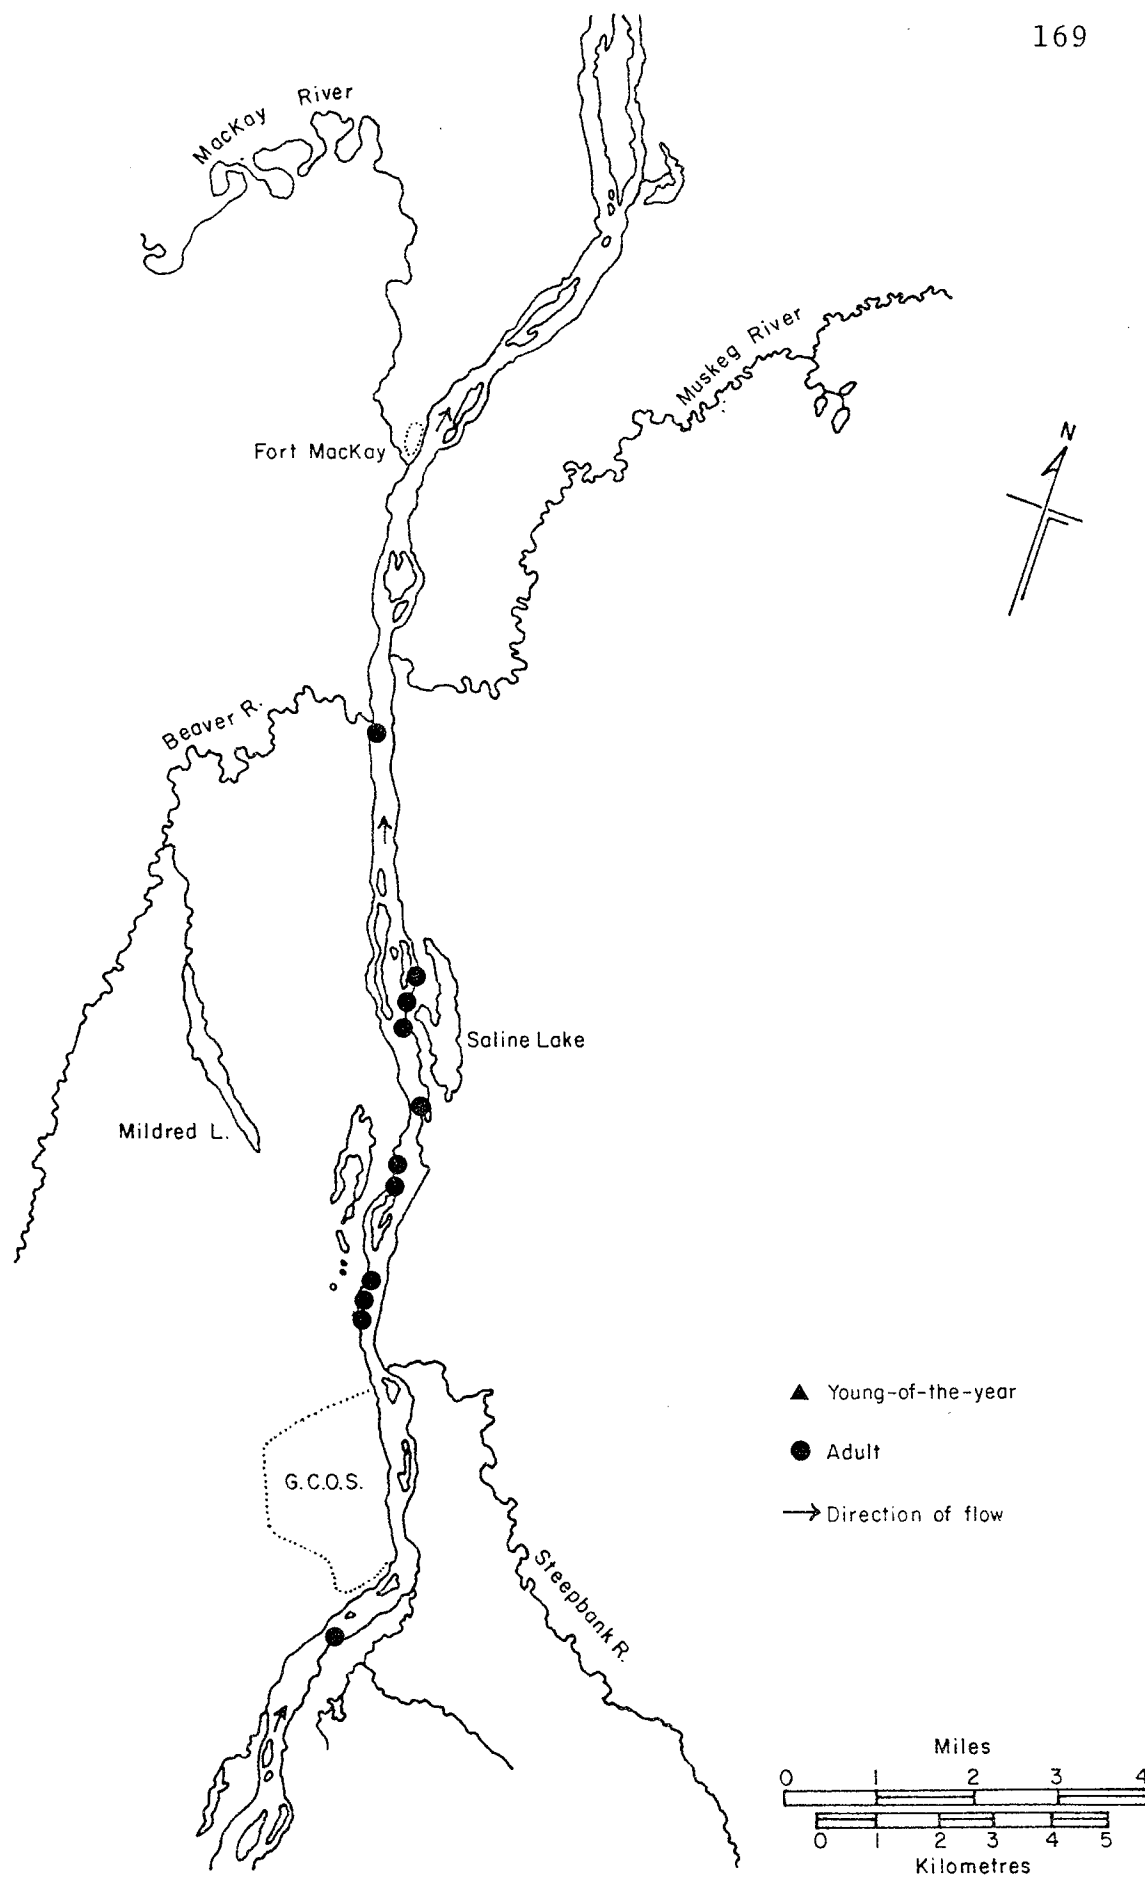 169
MacKay River
Muskeg River
Fort MacKay
N
Beaver R.
Saline Lake
Mildred L.
Young-of-the-year
Adult
G.C.O.S.
Direction of flow
Steepbank R.
Miles
0 1 2 3 4
0 1 2 3 4 5
Kilometres